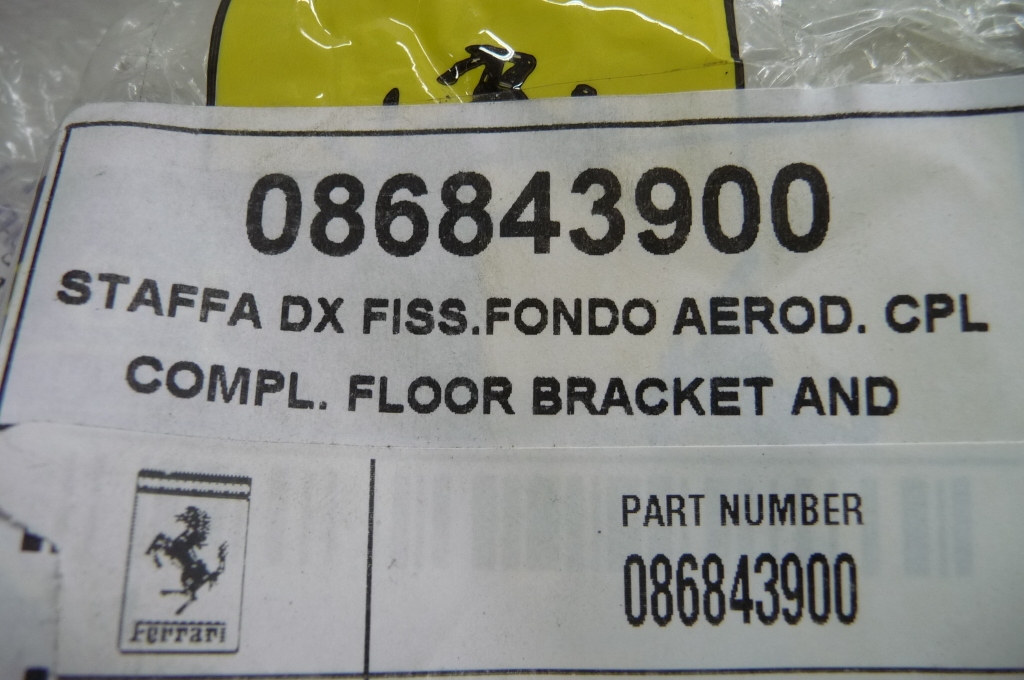 086843900
STAFFA DX FISS.FONDO AEROD. CPL
COMPL. FLOOR BRACKET AND
Ferrari
PART NUMBER
086843900